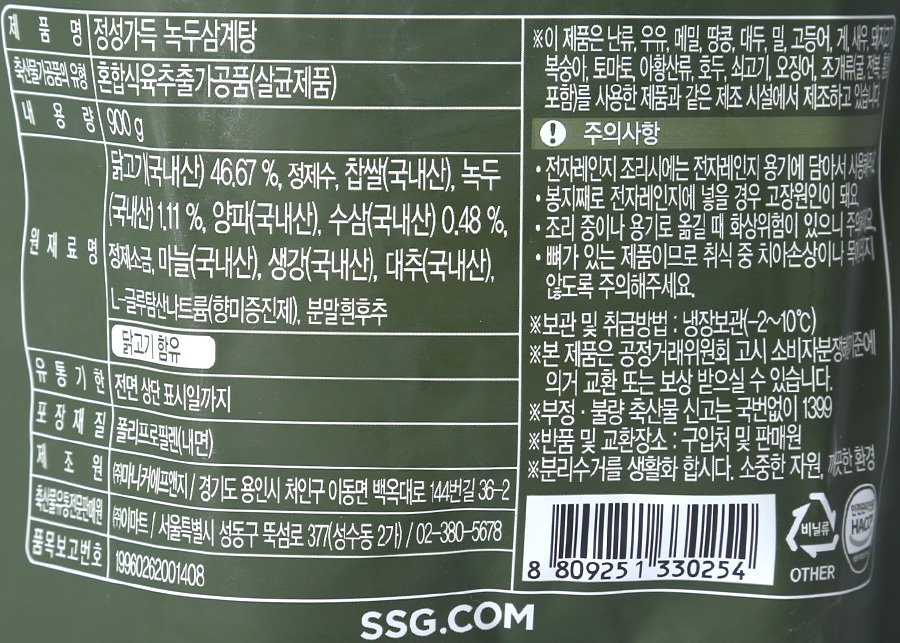 제 품 명 정성가득 녹두삼계탕
축산물가공품의 유형 혼합식육추출가공품(살균제품)
내 용 량 900 g
원 재 료 명
닭고기(국내산) 46.67 %, 정제수, 찹쌀(국내산), 녹두
(국내산) 1.11 %, 양파(국내산), 수삼(국내산) 0.48 %,
정제소금, 마늘(국내산), 생강(국내산), 대추(국내산),
L-글루탐산나트륨(향미증진제), 분말흰후추
닭고기 함유
유 통 기 한 전면 상단 표시일까지
포 장 재 질 폴리프로필렌(내면)
제 조 원 ㈜마니커에프앤지 / 경기도 용인시 처인구 이동면 백옥대로 144번길 36-2
축산물유통전문판매원 ㈜이마트 / 서울특별시 성동구 뚝섬로 377(성수동 2가) / 02-380-5678
품목보고번호 19960262001408
※이 제품은 난류, 우유, 메밀, 땅콩, 대두, 밀, 고등어, 게, 새우, 돼지고기
복숭아, 토마토, 아황산류, 호두, 쇠고기, 오징어, 조개류(굴, 전복,
포함)를 사용한 제품과 같은 제조 시설에서 제조하고 있습니다
! 주의사항
• 전자레인지 조리시에는 전자레인지 용기에 담아서
• 봉지째로 전자레인지에 넣을 경우 고장원인이 돼요
• 조리 중이나 용기로 옮길 때 화상위험이 있으니
• 뼈가 있는 제품이므로 취식 중 치아손상이나
않도록 주의해주세요.
※보관 및 취급방법 : 냉장보관(-2~10℃)
※본 제품은 공정거래위원회 고시 소비자분쟁해결기준에
의거 교환 또는 보상 받으실 수 있습니다.
※부정 · 불량 축산물 신고는 국번없이 1399
※반품 및 교환장소 : 구입처 및 판매원
※분리수거를 생활화 합시다. 소중한 자원, 깨끗한 환경
8 809251 330254
비닐류
OTHER
HACCP
SSG.COM